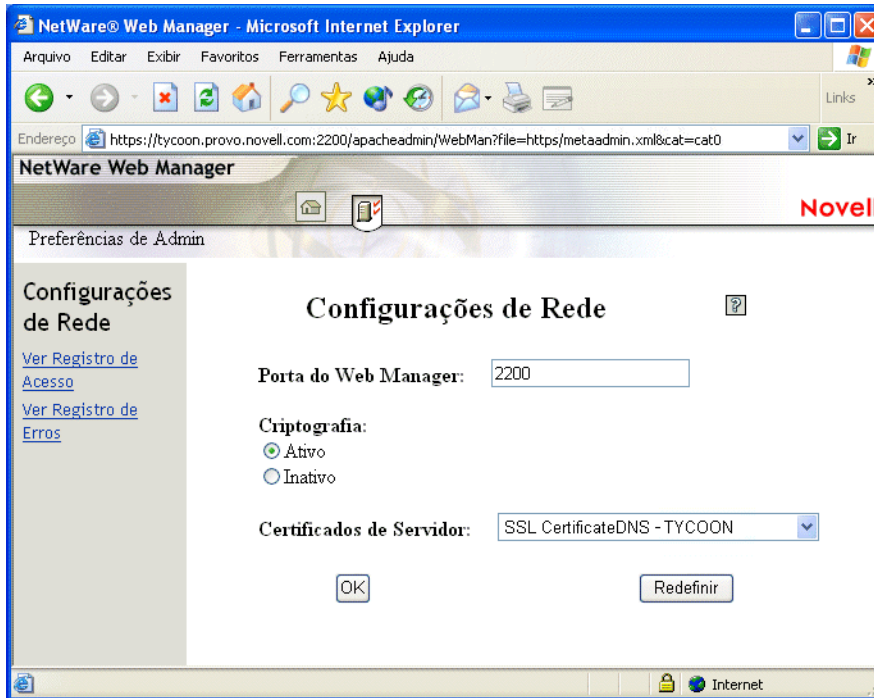 NetWare® Web Manager - Microsoft Internet Explorer
Arquivo Editar Exibir Favoritos Ferramentas Ajuda
Links
Endereço https://tycoon.provo.novell.com:2200/apacheadmin/WebMan?file=https/metaadmin.xml&cat=cat0 Ir
NetWare Web Manager
Novell
Preferências de Admin
Configurações
de Rede
Ver Registro de
Acesso
Ver Registro de
Erros
Configurações de Rede
Porta do Web Manager: 2200
Criptografia:
Ativo
Inativo
Certificados de Servidor: SSL CertificateDNS - TYCOON
OK Redefinir
Internet